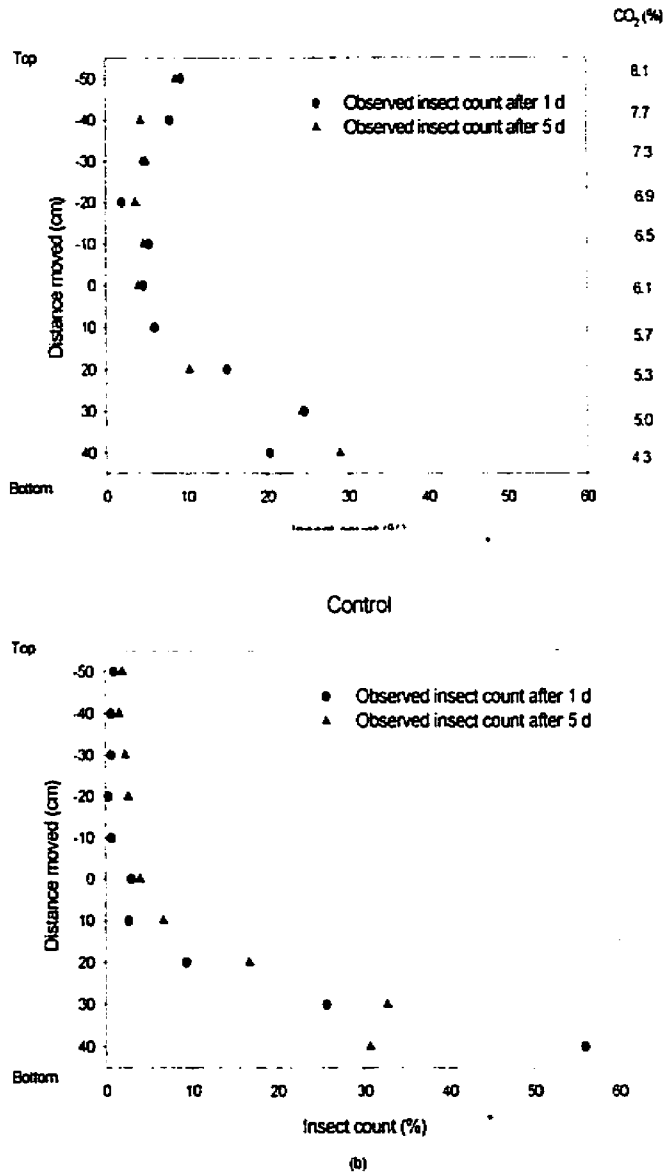 CO₂ (%)
Top
-50
-40
-30
-20
-10
0
10
20
30
40
Bottom
Distance moved (cm)
● Observed insect count after 1 d
▲ Observed insect count after 5 d
8.1
7.7
7.3
6.9
6.5
6.1
5.7
5.3
5.0
4.3
0 10 20 30 40 50 60
Control
Top
-50
-40
-30
-20
-10
0
10
20
30
40
Bottom
Distance moved (cm)
● Observed insect count after 1 d
▲ Observed insect count after 5 d
0 10 20 30 40 50 60
Insect count (%)
(b)